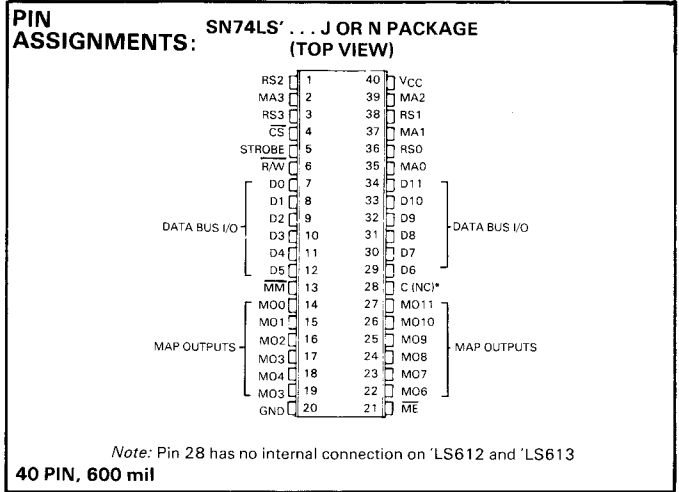 PIN ASSIGNMENTS:
SN74LS' . . . J OR N PACKAGE
(TOP VIEW)
RS2 1 40 VCC
MA3 2 39 MA2
RS3 3 38 RS1
CS 4 37 MA1
STROBE 5 36 RS0
R/W 6 35 MA0
D0 7 34 D11
D1 8 33 D10
D2 9 32 D9
DATA BUS I/O
DATA BUS I/O
D3 10 31 D8
D4 11 30 D7
D5 12 29 D6
MM 13 28 C (NC)*
MO0 14 27 MO11
MO1 15 26 MO10
MO2 16 25 MO9
MAP OUTPUTS
MAP OUTPUTS
MO3 17 24 MO8
MO4 18 23 MO7
MO3 19 22 MO6
GND 20 21 ME
Note: Pin 28 has no internal connection on 'LS612 and 'LS613
40 PIN, 600 mil